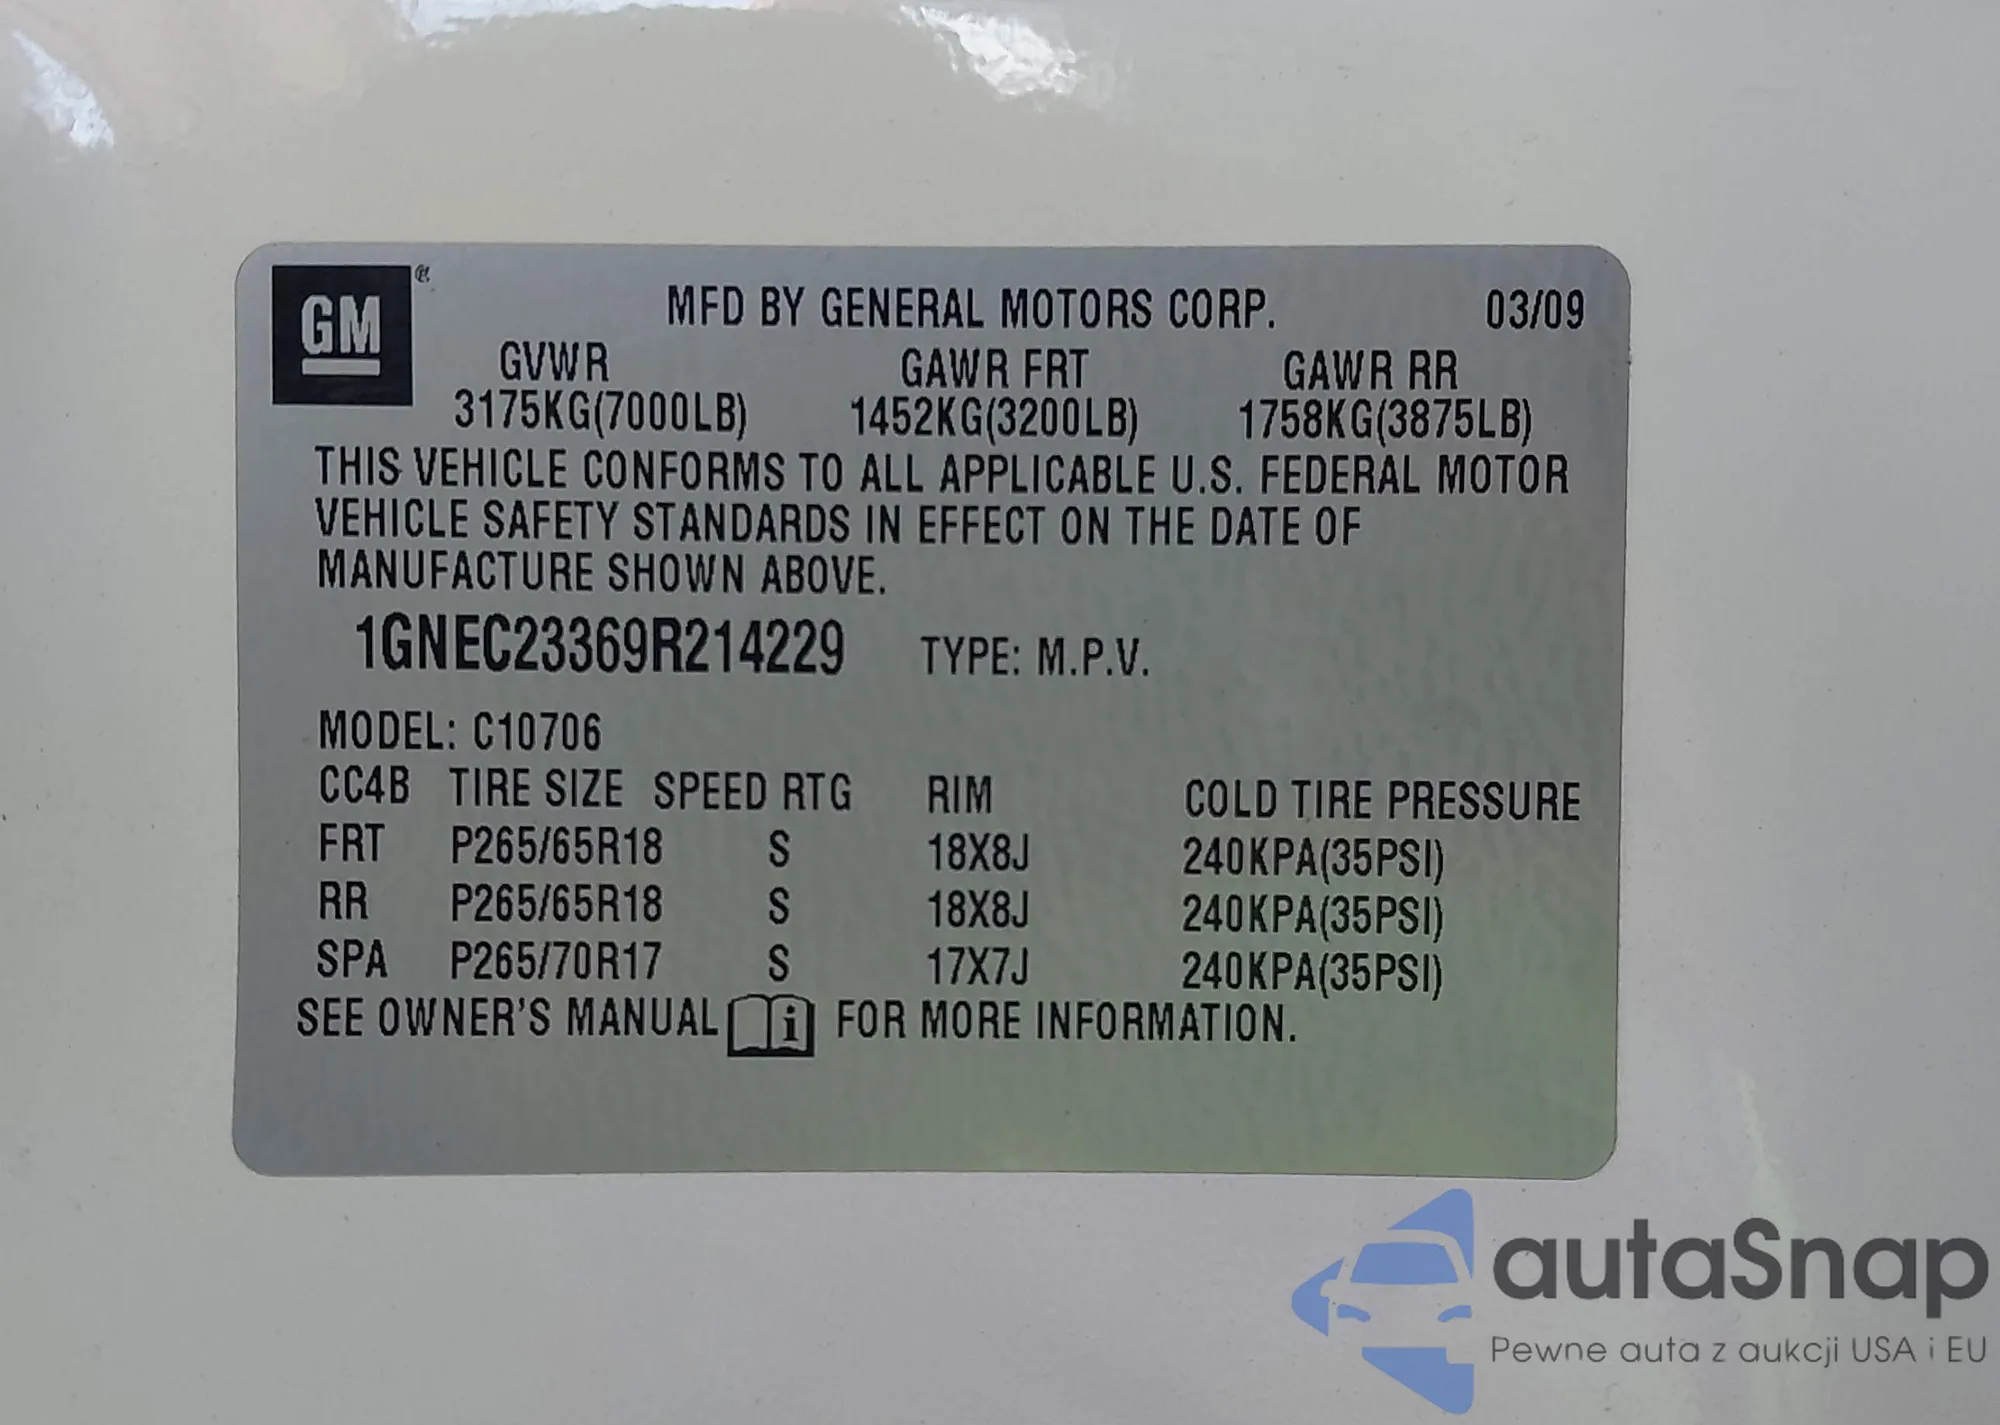 GM
MFD BY GENERAL MOTORS CORP. 03/09
GVWR GAWR FRT GAWR RR
3175KG(7000LB) 1452KG(3200LB) 1758KG(3875LB)
THIS VEHICLE CONFORMS TO ALL APPLICABLE U.S. FEDERAL MOTOR
VEHICLE SAFETY STANDARDS IN EFFECT ON THE DATE OF
MANUFACTURE SHOWN ABOVE.
1GNEC23369R214229 TYPE: M.P.V.
MODEL: C10706
CC4B TIRE SIZE SPEED RTG RIM COLD TIRE PRESSURE
FRT P265/65R18 S 18X8J 240KPA(35PSI)
RR P265/65R18 S 18X8J 240KPA(35PSI)
SPA P265/70R17 S 17X7J 240KPA(35PSI)
SEE OWNER'S MANUAL i FOR MORE INFORMATION.
autaSnap
Pewne auta z aukcji USA i EU